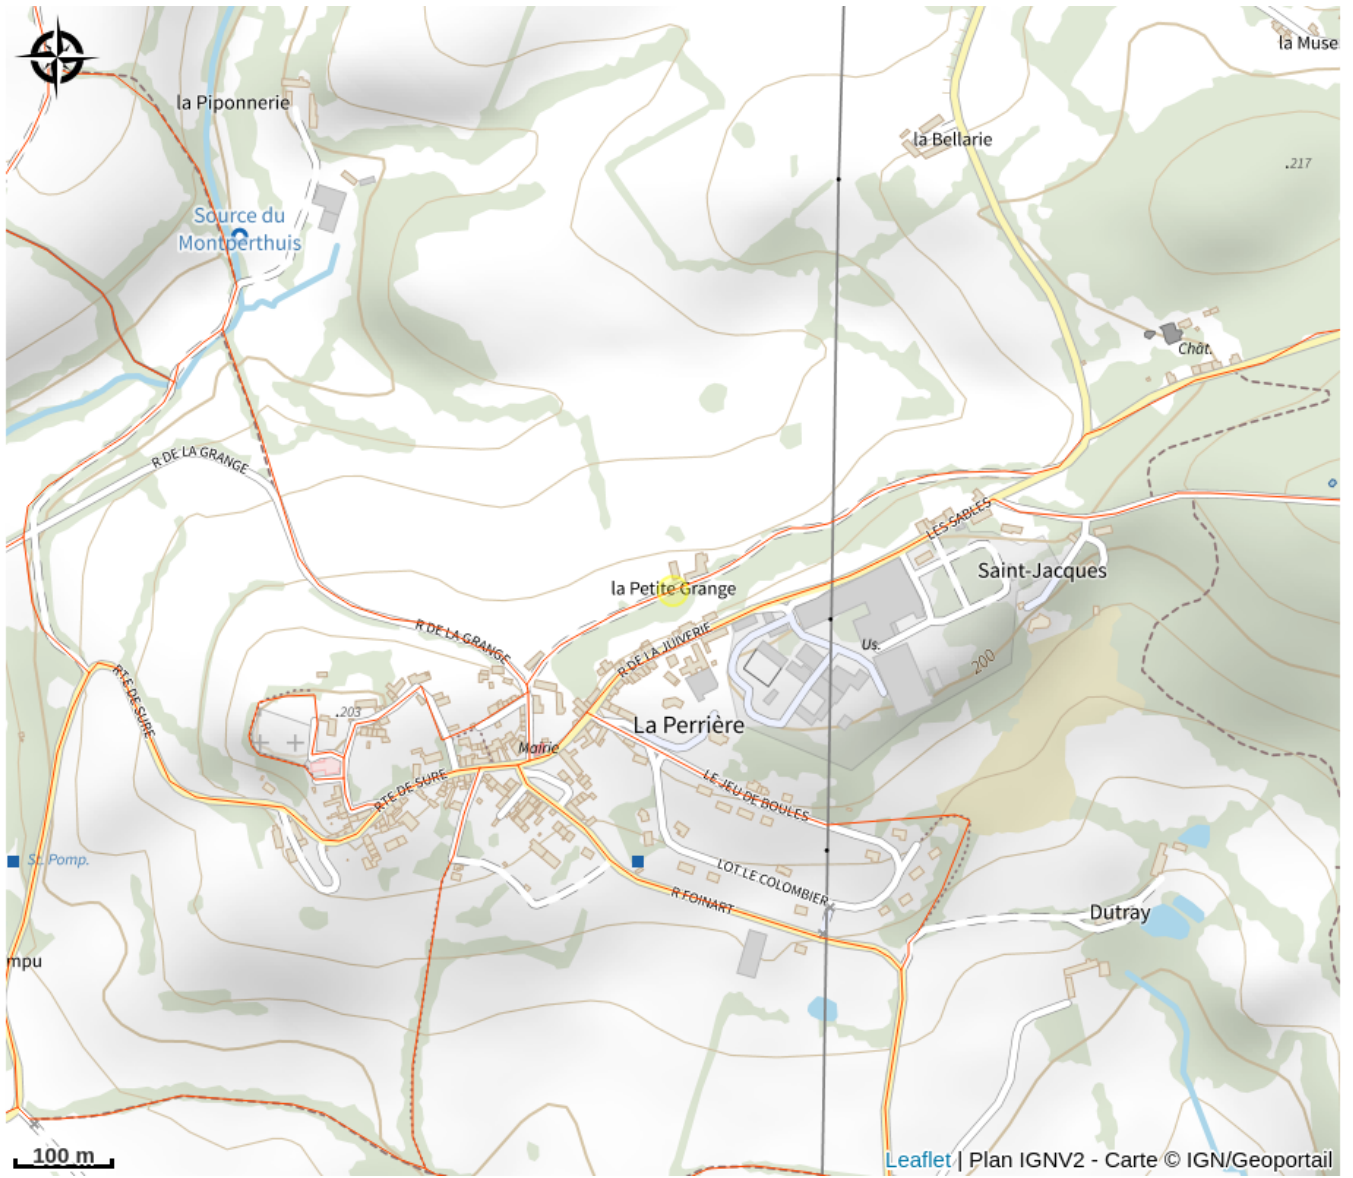 la Muse
la Piponnerie
la Bellarie
217
Source du
Montperthuis
Chât.
R DE LA GRANGE
LES SABLES
Saint-Jacques
la Petite Grange
R DE LA GRANGE
R DE LA JUIVERIE
Us.
200
RTE DE SURE
203
La Perrière
Mairie
RTE DE SURE
LE JEU DE BOULES
St. Pomp.
LOT LE COLOMBIER
R FOINART
Dutray
mpu
100 m
Leaflet | Plan IGNV2 - Carte © IGN/Geoportail